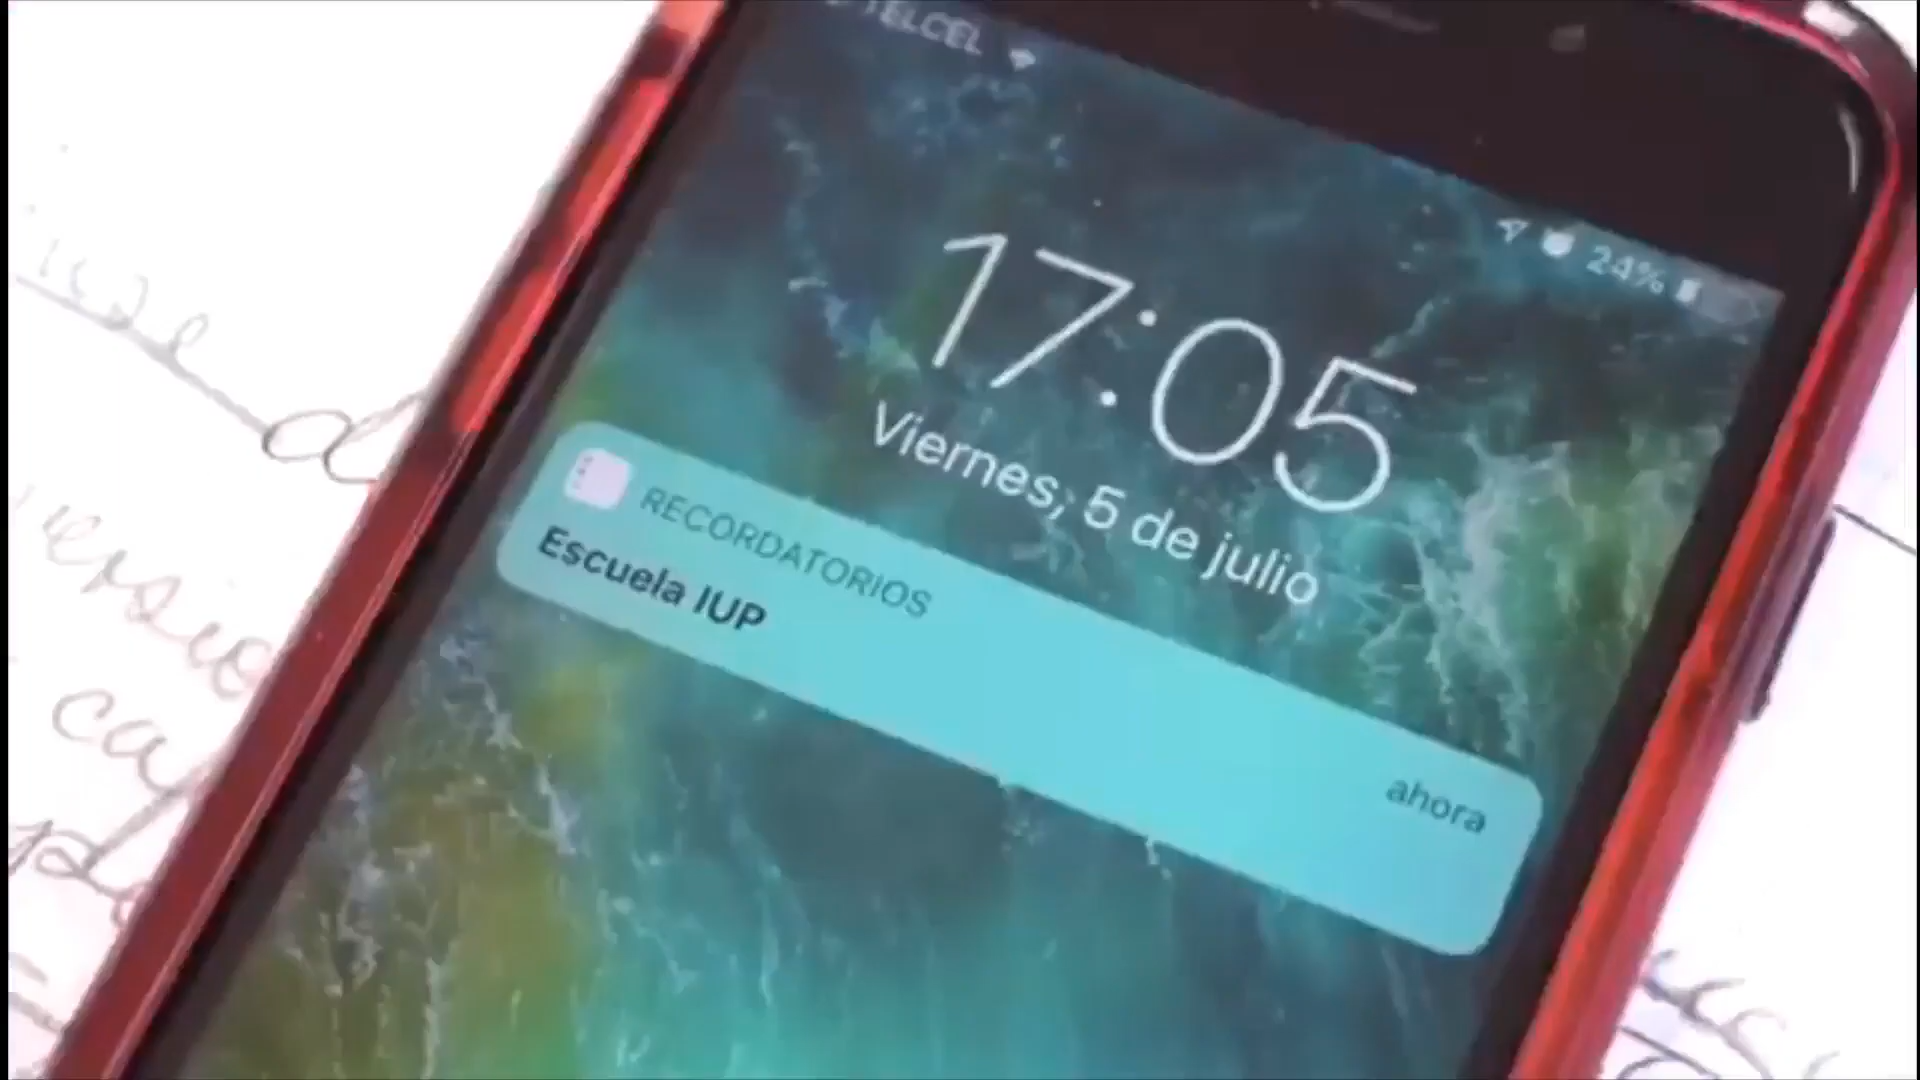 TELCEL
24%
17:05
Viernes, 5 de julio
RECORDATORIOS
ahora
Escuela IUP